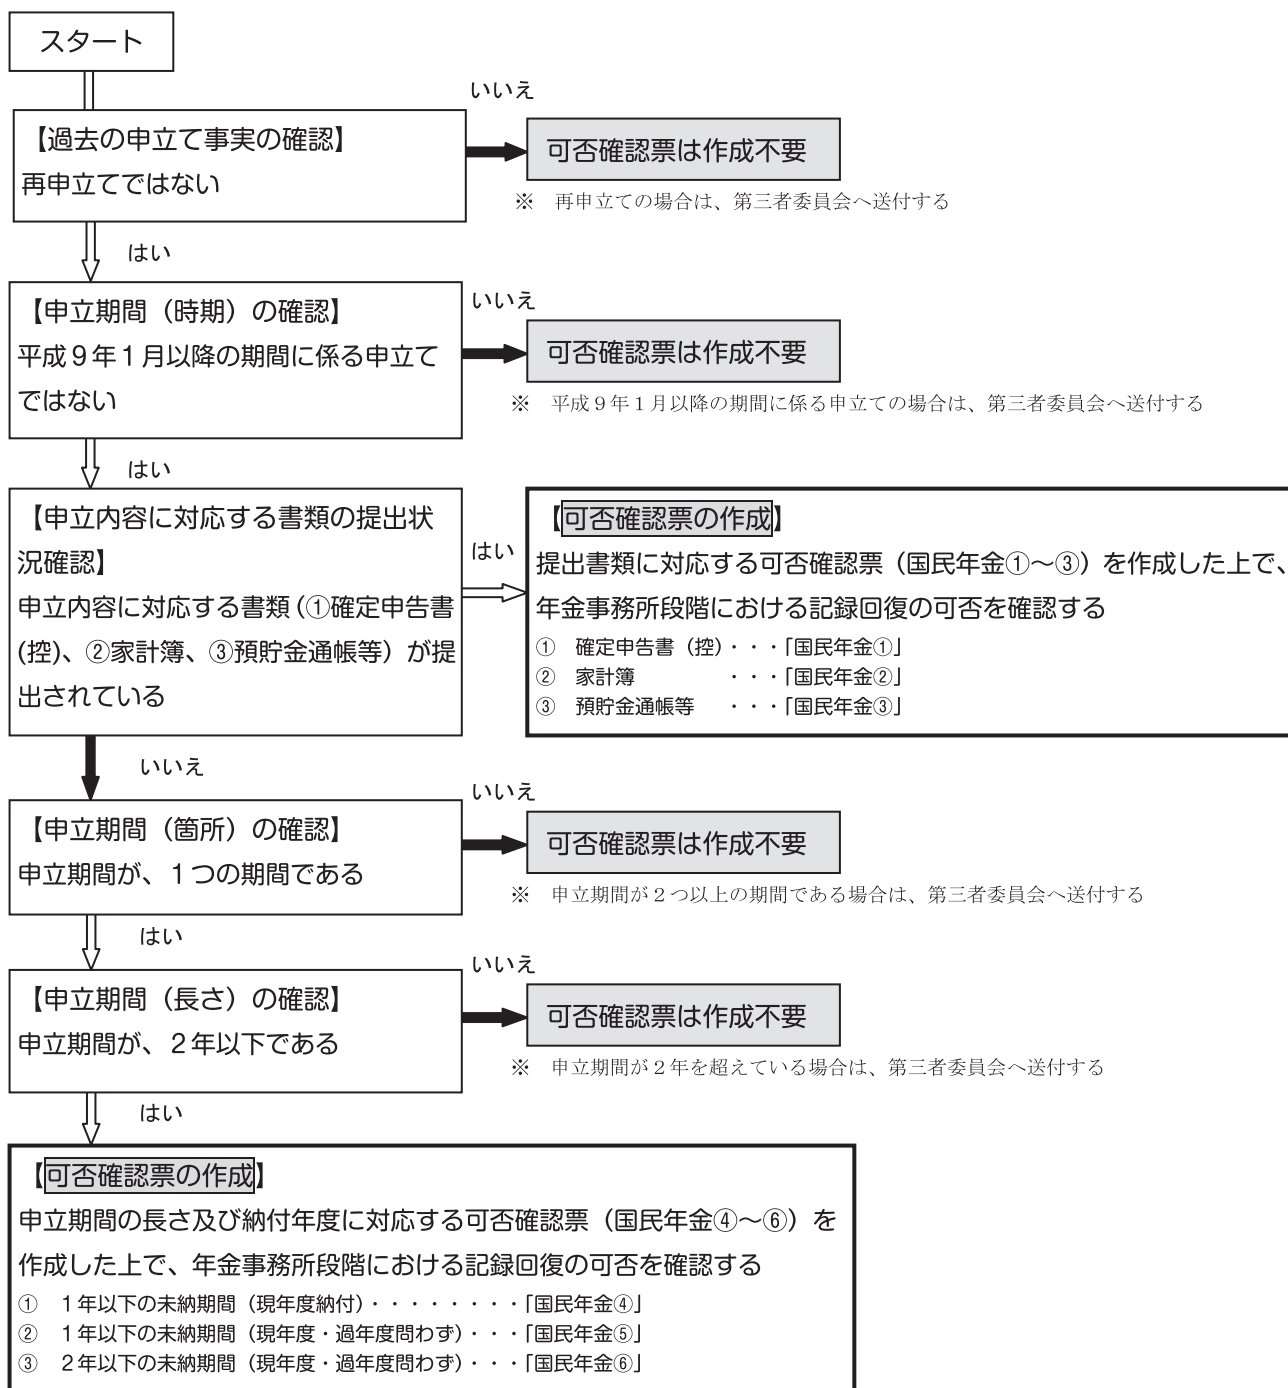 スタート
いいえ
【過去の申立て事実の確認】
再申立てではない
可否確認票は作成不要
※　再申立ての場合は、第三者委員会へ送付する
はい
いいえ
【申立期間（時期）の確認】
平成９年１月以降の期間に係る申立て
ではない
可否確認票は作成不要
※　平成９年１月以降の期間に係る申立ての場合は、第三者委員会へ送付する
はい
【申立内容に対応する書類の提出状
況確認】
申立内容に対応する書類（①確定申告書
(控)、②家計簿、③預貯金通帳等）が提
出されている
はい
【可否確認票の作成】
提出書類に対応する可否確認票（国民年金①～③）を作成した上で、
年金事務所段階における記録回復の可否を確認する
①　確定申告書（控）・・・「国民年金①」
②　家計簿　　　　　・・・「国民年金②」
③　預貯金通帳等　　・・・「国民年金③」
いいえ
いいえ
【申立期間（箇所）の確認】
申立期間が、１つの期間である
可否確認票は作成不要
※　申立期間が２つ以上の期間である場合は、第三者委員会へ送付する
はい
いいえ
【申立期間（長さ）の確認】
申立期間が、２年以下である
可否確認票は作成不要
※　申立期間が２年を超えている場合は、第三者委員会へ送付する
はい
【可否確認票の作成】
申立期間の長さ及び納付年度に対応する可否確認票（国民年金④～⑥）を
作成した上で、年金事務所段階における記録回復の可否を確認する
①　１年以下の未納期間（現年度納付）・・・・・・・・「国民年金④」
②　１年以下の未納期間（現年度・過年度問わず）・・・「国民年金⑤」
③　２年以下の未納期間（現年度・過年度問わず）・・・「国民年金⑥」